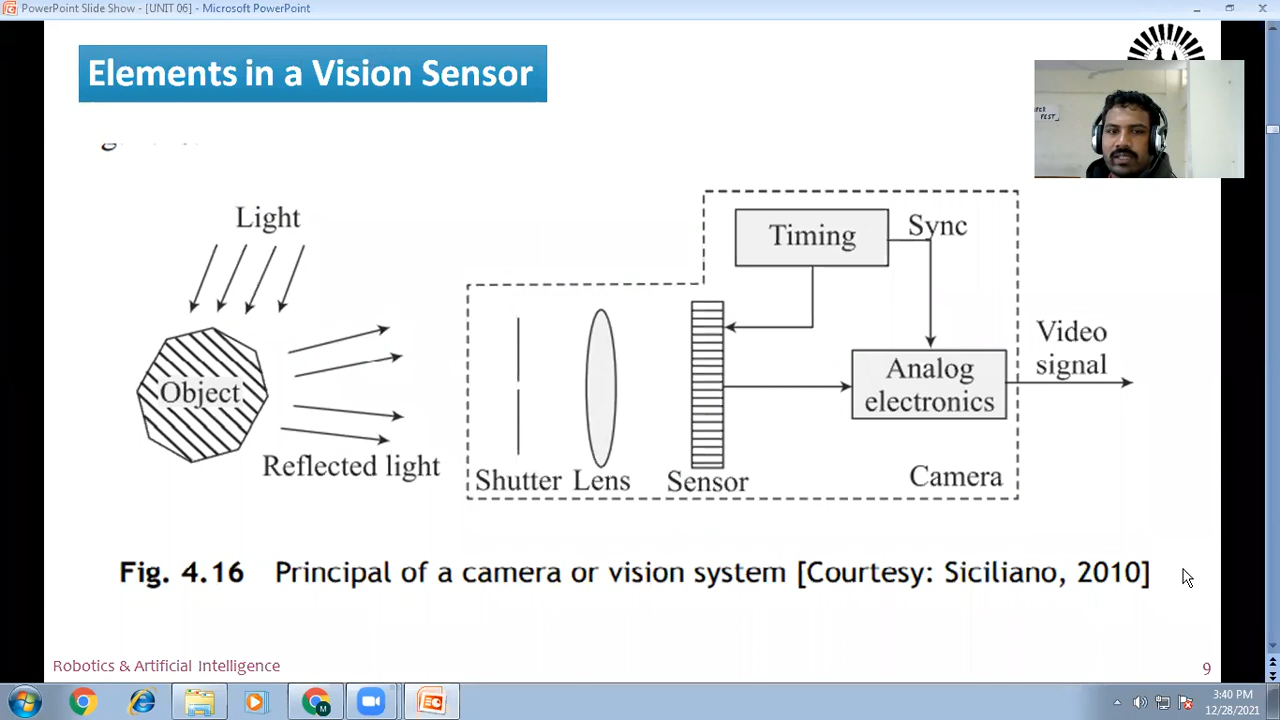 PowerPoint Slide Show - [UNIT 06] - Microsoft PowerPoint
Elements in a Vision Sensor
Light
Timing
Sync
Object
Video
signal
Analog
electronics
Reflected light
Shutter
Lens
Sensor
Camera
Fig. 4.16 Principal of a camera or vision system [Courtesy: Siciliano, 2010]
Robotics & Artificial Intelligence
9
3:40 PM
12/28/2021